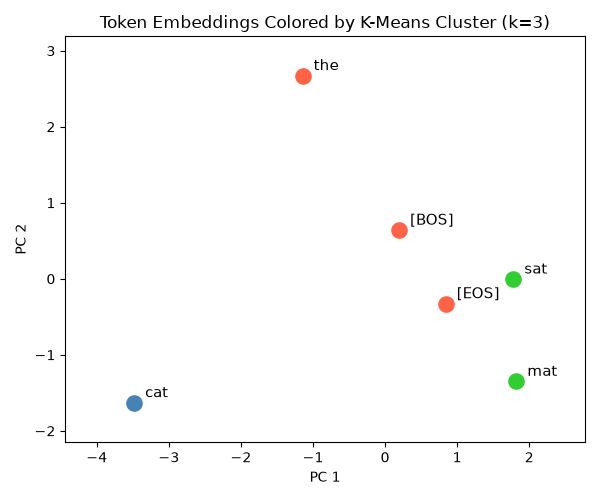 Token Embeddings Colored by K-Means Cluster (k=3)
3
2
1
0
−1
−2
PC 2
the
[BOS]
sat
[EOS]
mat
cat
−4
−3
−2
−1
0
1
2
PC 1